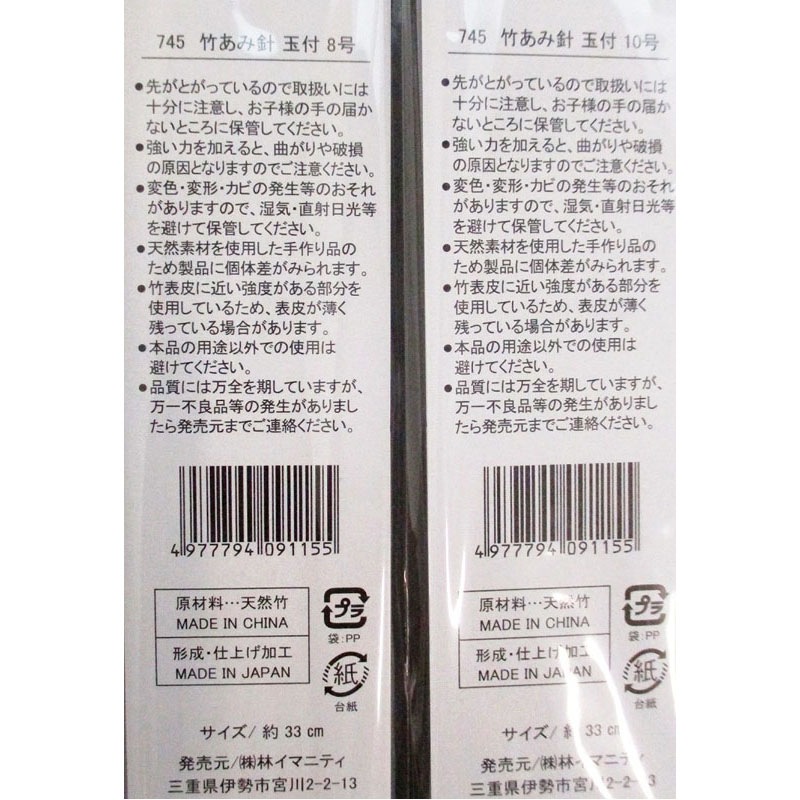 745 竹あみ針 玉付 8号
●先がとがっているので取扱いには
十分に注意し、お子様の手の届か
ないところに保管してください。
●強い力を加えると、曲がりや破損
の原因となりますのでご注意ください。
●変色・変形・カビの発生等のおそれ
がありますので、湿気・直射日光等
を避けて保管してください。
●天然素材を使用した手作り品の
ため製品に個体差がみられます。
●竹表皮に近い強度がある部分を
使用しているため、表皮が薄く
残っている場合があります。
●本品の用途以外での使用は
避けてください。
●品質には万全を期していますが、
万一不良品等の発生がありまし
たら発売元までご連絡ください。
4 977794 091155
原材料…天然竹
MADE IN CHINA
形成・仕上げ加工
MADE IN JAPAN
プラ
袋:PP
紙
台紙
サイズ/ 約 33 cm
発売元/㈱林イマニティ
三重県伊勢市宮川2-2-13
745 竹あみ針 玉付 10号
●先がとがっているので取扱いには
十分に注意し、お子様の手の届か
ないところに保管してください。
●強い力を加えると、曲がりや破損
の原因となりますのでご注意ください。
●変色・変形・カビの発生等のおそれ
がありますので、湿気・直射日光等
を避けて保管してください。
●天然素材を使用した手作り品の
ため製品に個体差がみられます。
●竹表皮に近い強度がある部分を
使用しているため、表皮が薄く
残っている場合があります。
●本品の用途以外での使用は
避けてください。
●品質には万全を期していますが、
万一不良品等の発生がありまし
たら発売元までご連絡ください。
4 977794 091155
原材料…天然竹
MADE IN CHINA
形成・仕上げ加工
MADE IN JAPAN
プラ
袋:PP
紙
台紙
サイズ/ 約 33 cm
発売元/㈱林イマニティ
三重県伊勢市宮川2-2-13